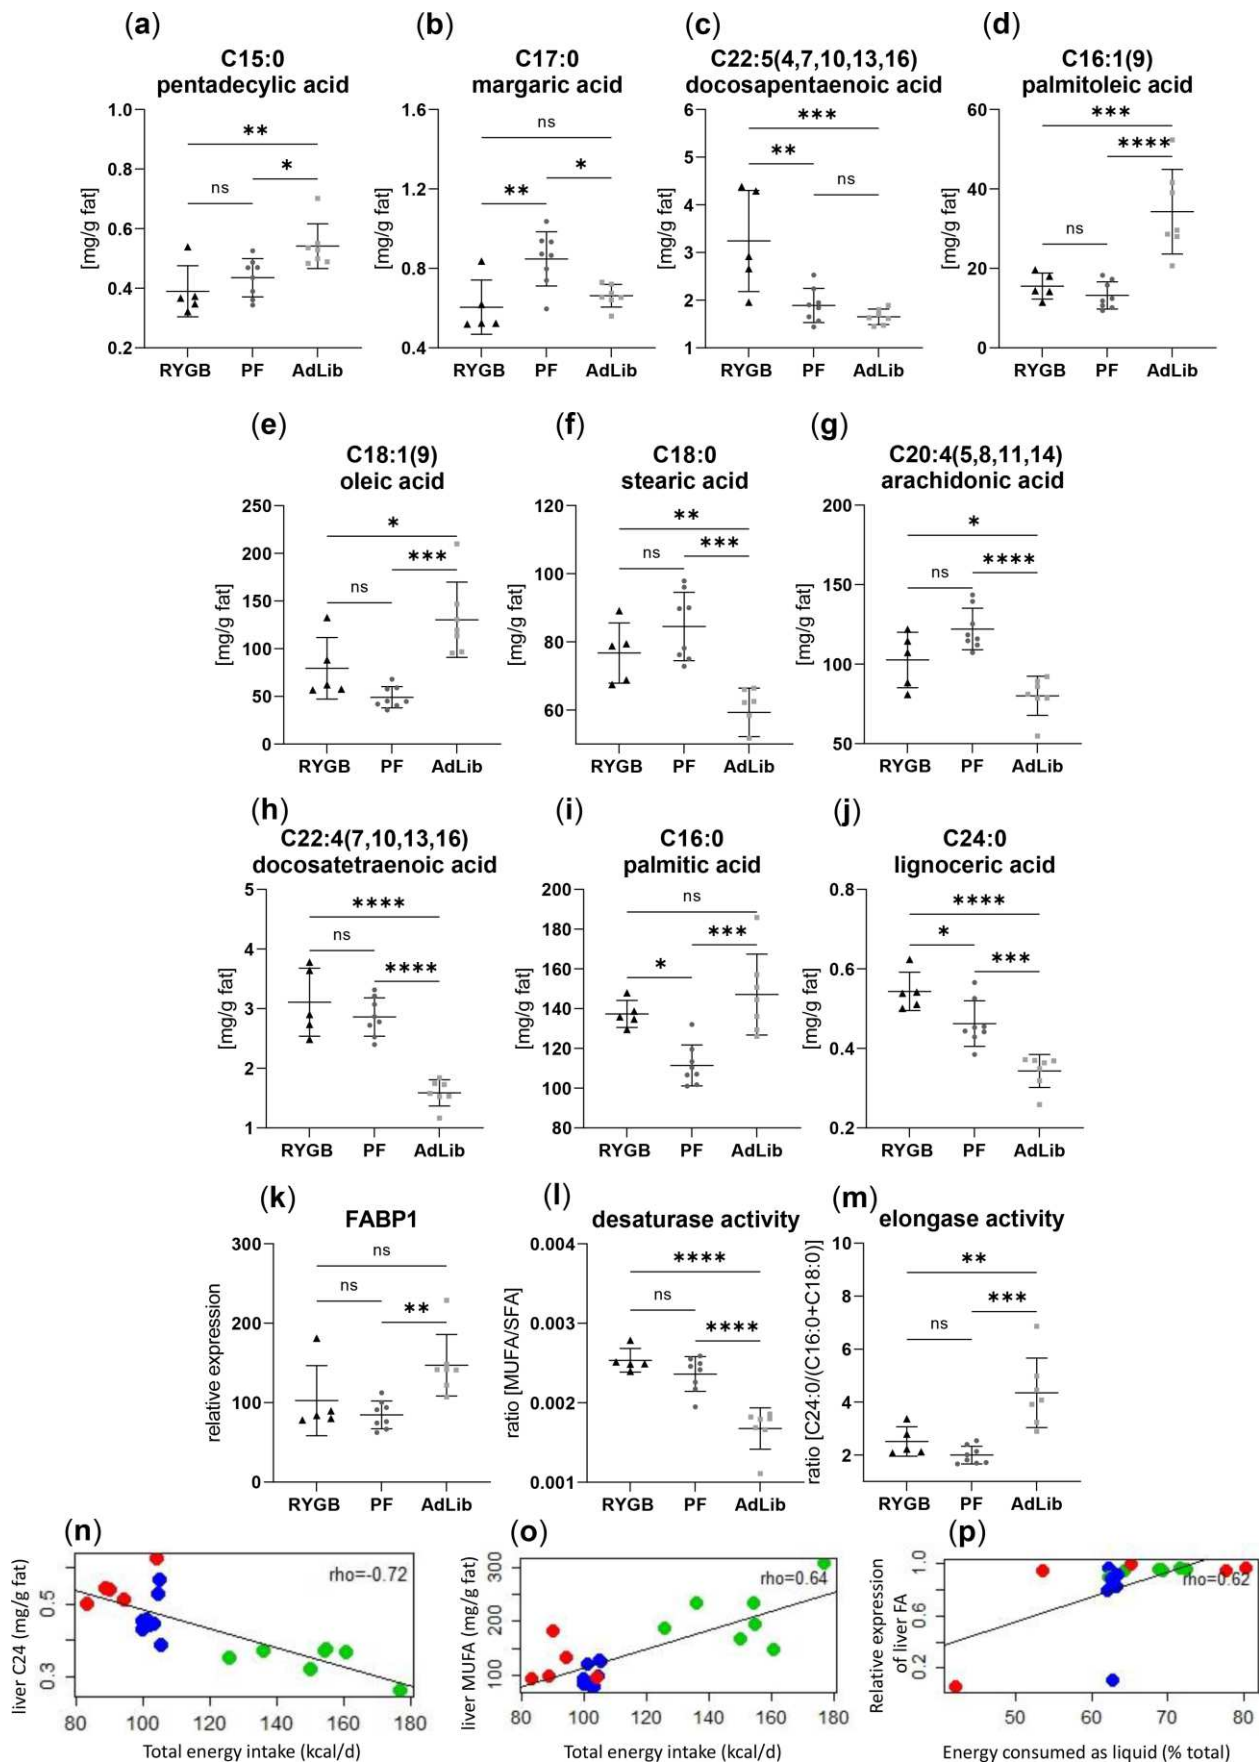 (a)
C15:0
pentadecylic acid
[mg/g fat]
1.0
0.8
0.6
0.4
0.2
**
ns
*
RYGB PF AdLib
(b)
C17:0
margaric acid
[mg/g fat]
1.6
1.2
0.8
0.4
ns
**
*
RYGB PF AdLib
(c)
C22:5(4,7,10,13,16)
docosapentaenoic acid
[mg/g fat]
6
5
4
3
2
1
***
**
ns
RYGB PF AdLib
(d)
C16:1(9)
palmitoleic acid
[mg/g fat]
60
40
20
0
***
****
ns
RYGB PF AdLib
(e)
C18:1(9)
oleic acid
[mg/g fat]
250
200
150
100
50
0
*
***
ns
RYGB PF AdLib
(f)
C18:0
stearic acid
[mg/g fat]
120
100
80
60
**
ns
***
RYGB PF AdLib
(g)
C20:4(5,8,11,14)
arachidonic acid
[mg/g fat]
200
150
100
50
*
ns
****
RYGB PF AdLib
(h)
C22:4(7,10,13,16)
docosatetraenoic acid
[mg/g fat]
5
4
3
2
1
****
ns
****
RYGB PF AdLib
(i)
C16:0
palmitic acid
[mg/g fat]
200
180
160
140
120
100
80
ns
***
*
RYGB PF AdLib
(j)
C24:0
lignoceric acid
[mg/g fat]
0.8
0.6
0.4
0.2
****
*
***
RYGB PF AdLib
(k)
FABP1
relative expression
300
200
100
0
ns
ns
**
RYGB PF AdLib
(l)
desaturase activity
ratio [MUFA/SFA]
0.004
0.003
0.002
0.001
****
ns
****
RYGB PF AdLib
(m)
elongase activity
ratio [C24:0/(C16:0+C18:0)]
10
8
6
4
2
**
***
ns
RYGB PF AdLib
(n)
liver C24 (mg/g fat)
0.5
0.3
rho=-0.72
80 100 120 140 160 180
Total energy intake (kcal/d)
(o)
liver MUFA (mg/g fat)
300
200
100
rho=0.64
80 100 120 140 160 180
Total energy intake (kcal/d)
(p)
Relative expression
of liver FA
1.0
0.6
0.2
rho=0.62
50 60 70 80
Energy consumed as liquid (% total)